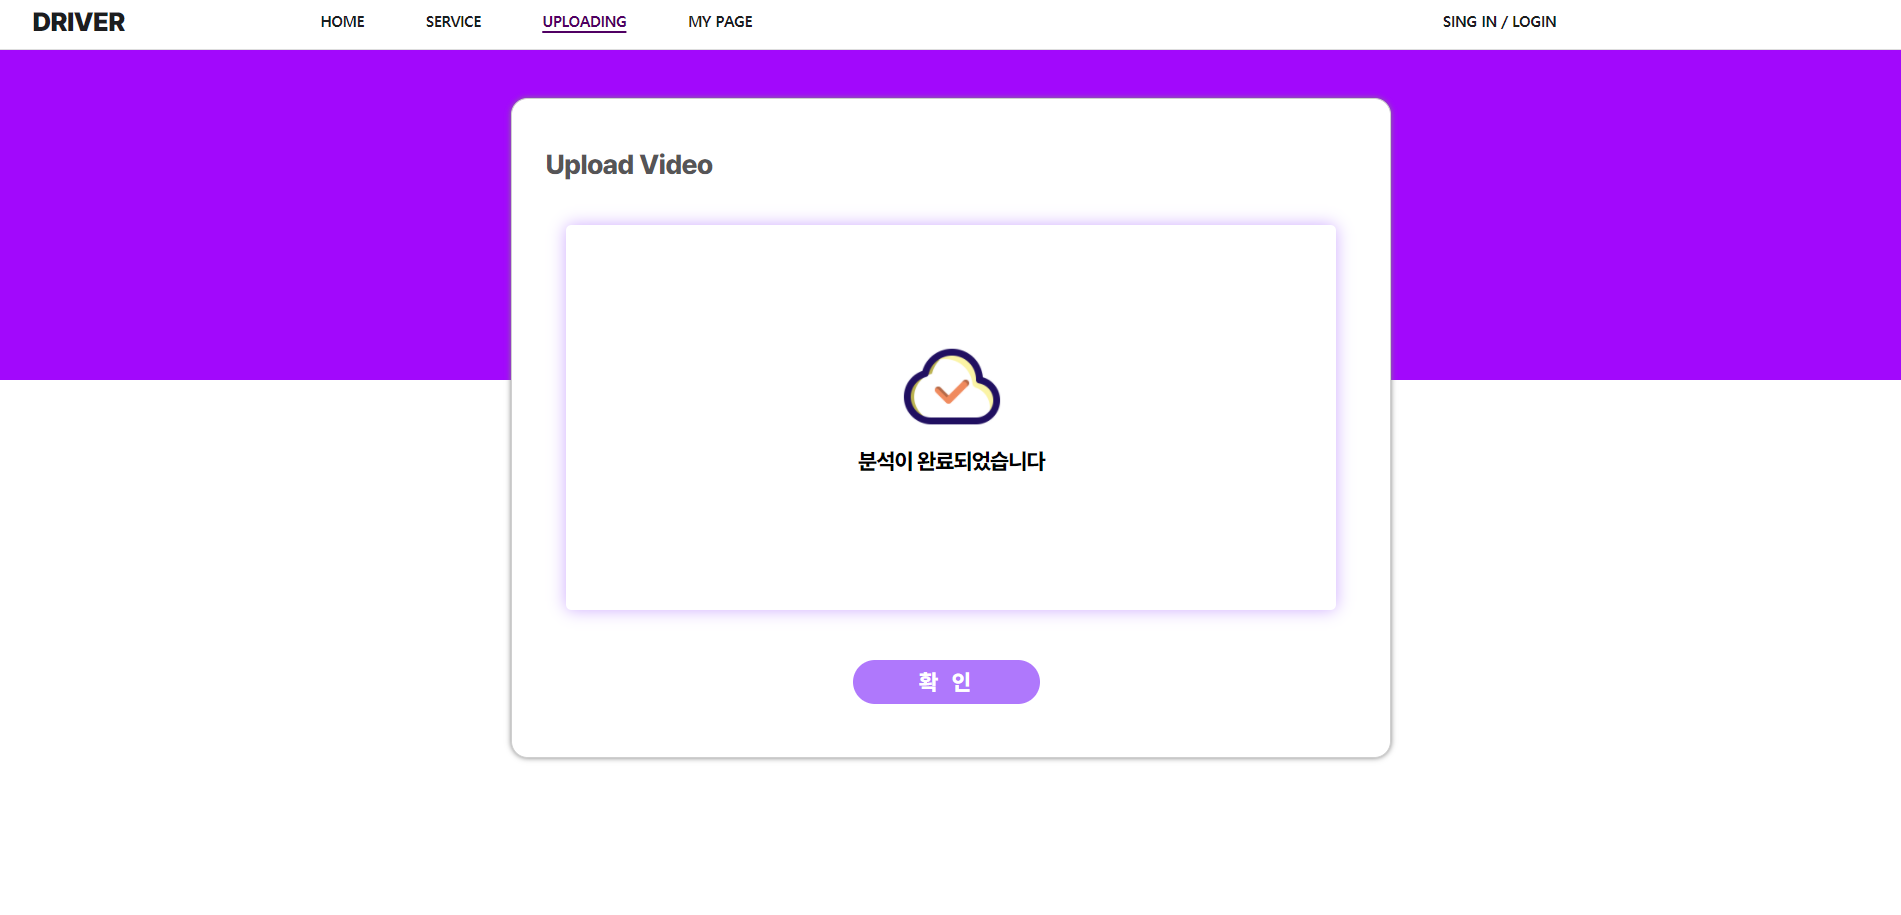 DRIVER
HOME
SERVICE
UPLOADING
MY PAGE
SING IN / LOGIN
Upload Video
분석이 완료되었습니다
확 인